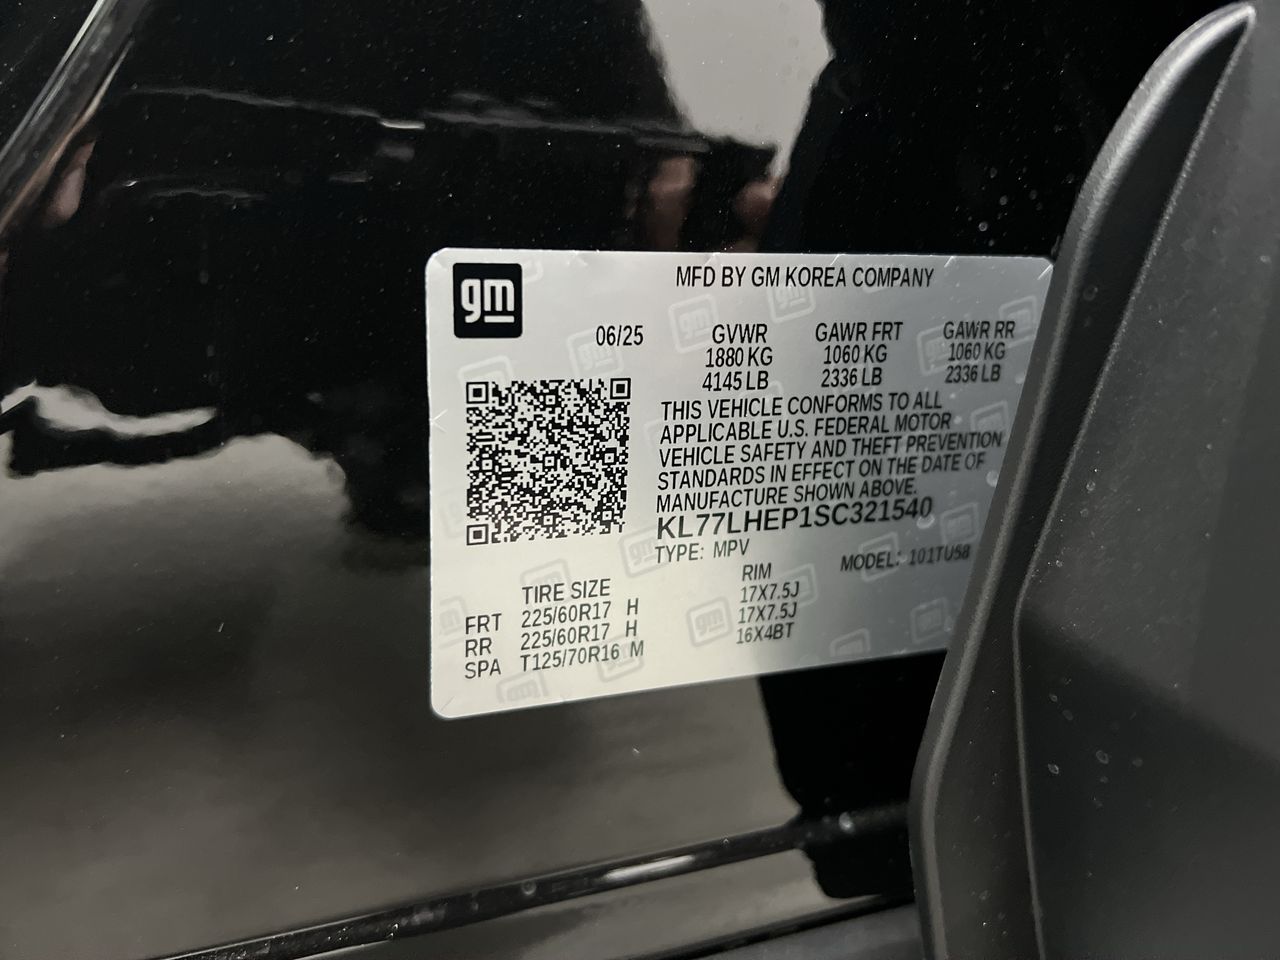 gm
MFD BY GM KOREA COMPANY
06/25 GVWR GAWR FRT GAWR RR
1880 KG 1060 KG 1060 KG
4145 LB 2336 LB 2336 LB
THIS VEHICLE CONFORMS TO ALL
APPLICABLE U.S. FEDERAL MOTOR
VEHICLE SAFETY AND THEFT PREVENTION
STANDARDS IN EFFECT ON THE DATE OF
MANUFACTURE SHOWN ABOVE.
KL77LHEP1SC321540
TYPE: MPV MODEL: 101TU58
TIRE SIZE RIM
FRT 225/60R17 H 17X7.5J
RR 225/60R17 H 17X7.5J
SPA T125/70R16 M 16X4BT